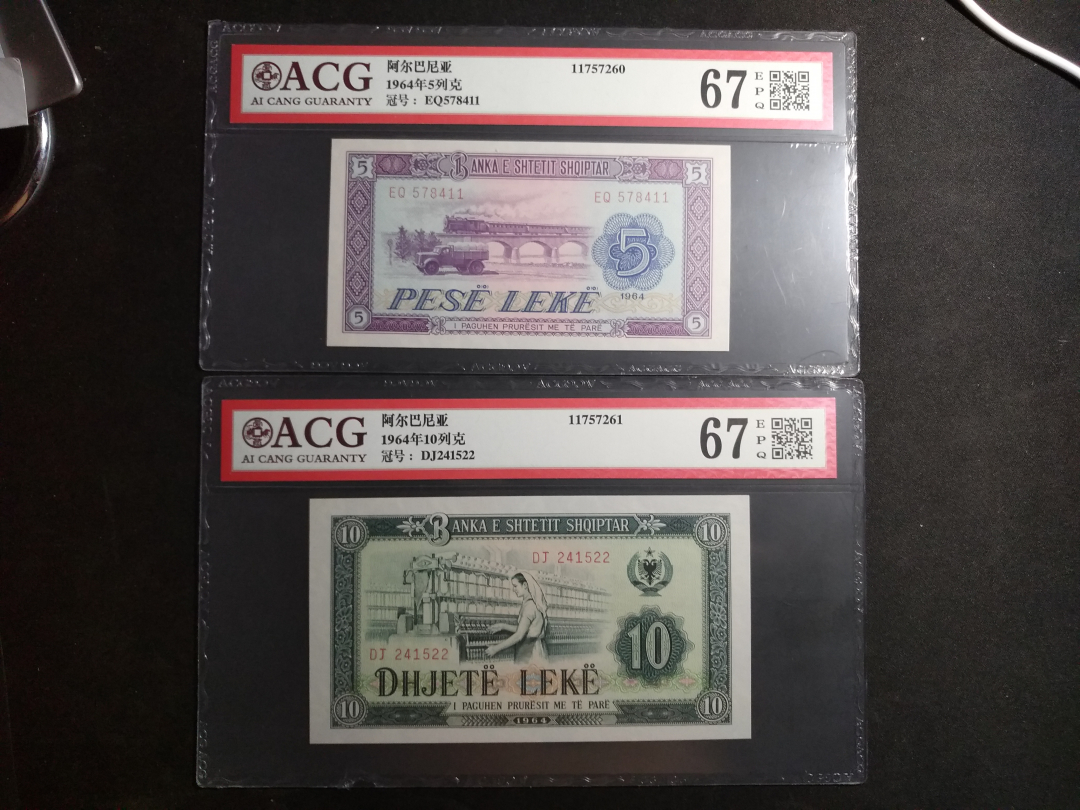 ACG
AI CANG GUARANTY
阿尔巴尼亚
1964年5列克
冠号： EQ578411
11757260
67
EPQ
5 BANKA E SHTETIT SHQIPTAR 5
EQ 578411 EQ 578411
5
PESË LEKË 1964
5 I PAGUHEN PRURËSIT ME TË PARË 5
ACG
AI CANG GUARANTY
阿尔巴尼亚
1964年10列克
冠号： DJ241522
11757261
67
EPQ
10 BANKA E SHTETIT SHQIPTAR 10
DJ 241522
10
DJ 241522
DHJETË LEKË
10 I PAGUHEN PRURËSIT ME TË PARË 10
1964